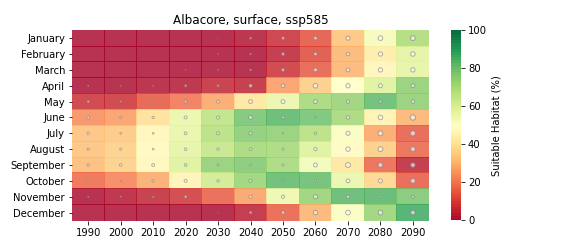 Albacore, surface, ssp585
January
February
March
April
May
June
July
August
September
October
November
December
1990 2000 2010 2020 2030 2040 2050 2060 2070 2080 2090
100
80
60
40
20
0
Suitable Habitat (%)